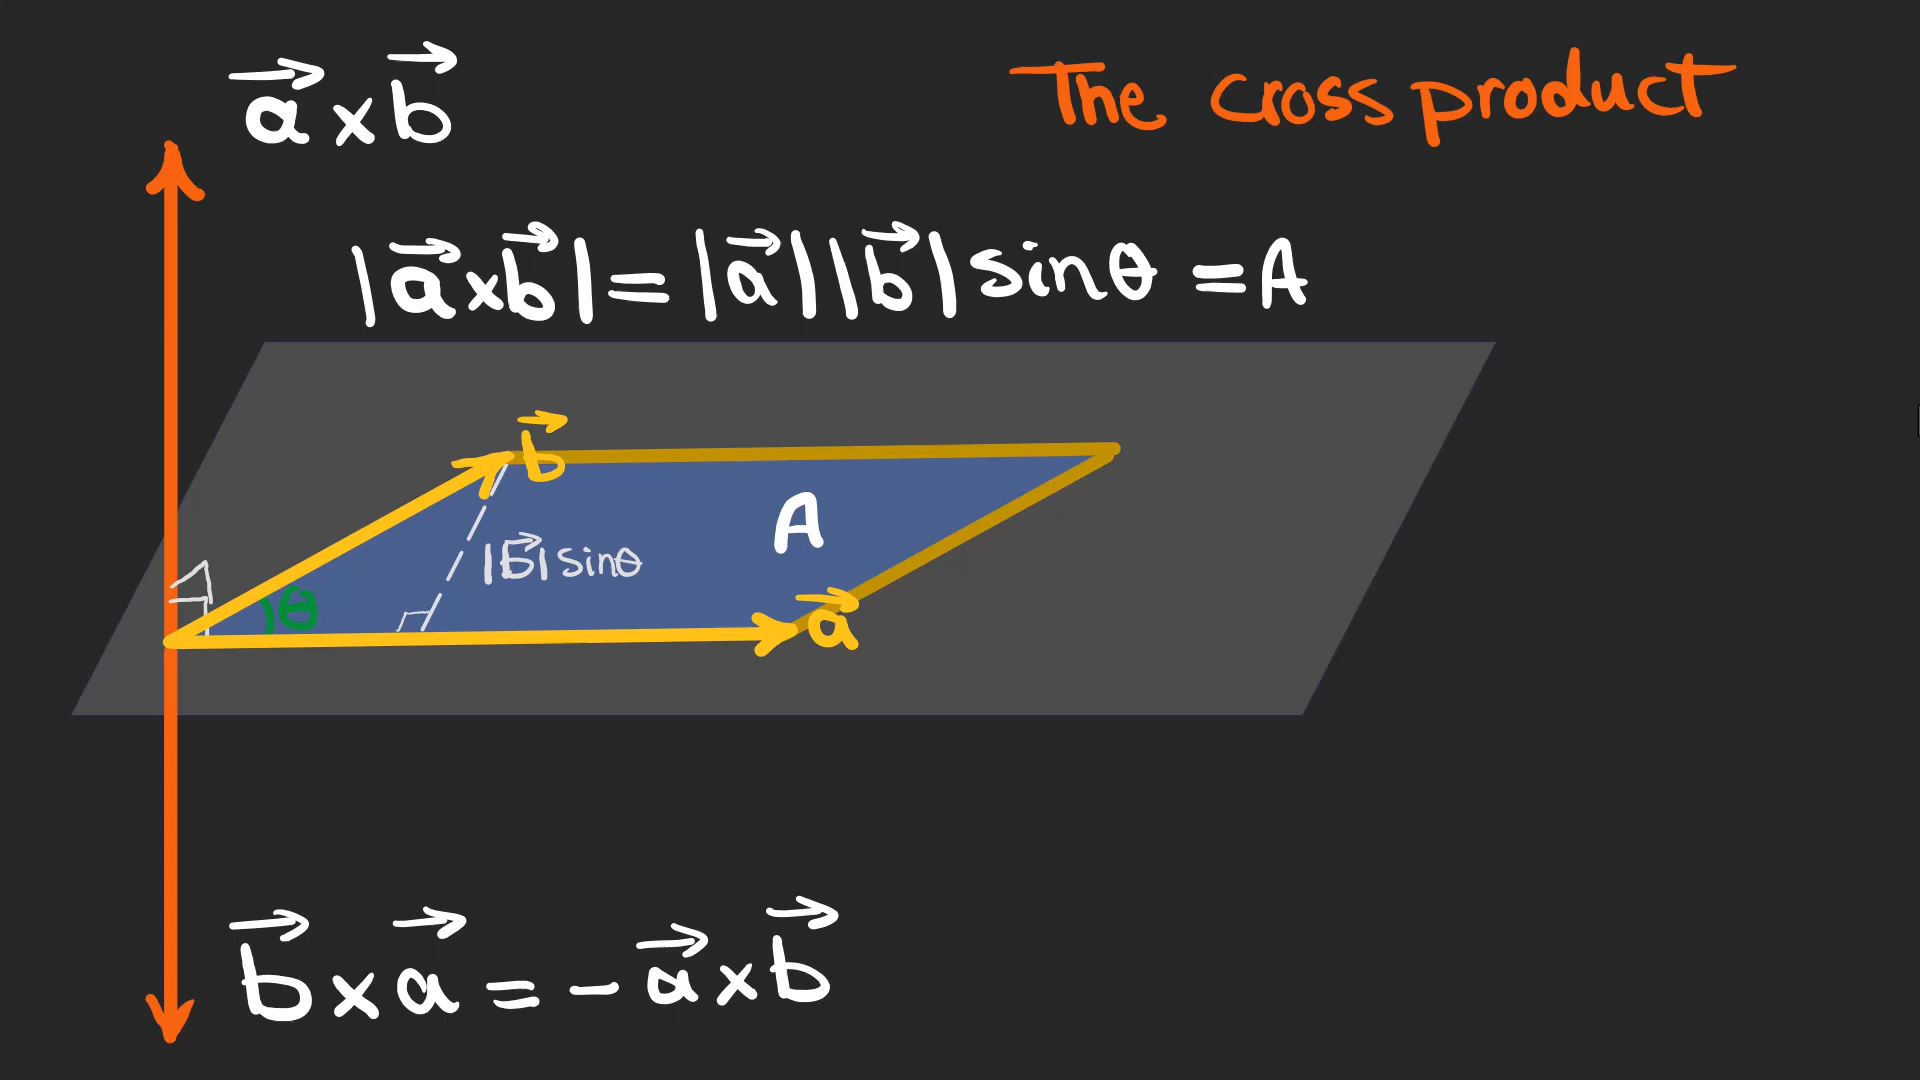 a⃗ × b⃗
The cross product
|a⃗ × b⃗| = |a⃗| |b⃗| sinθ = A
b⃗
A
|b⃗| sinθ
θ
a⃗
b⃗ × a⃗ = - a⃗ × b⃗